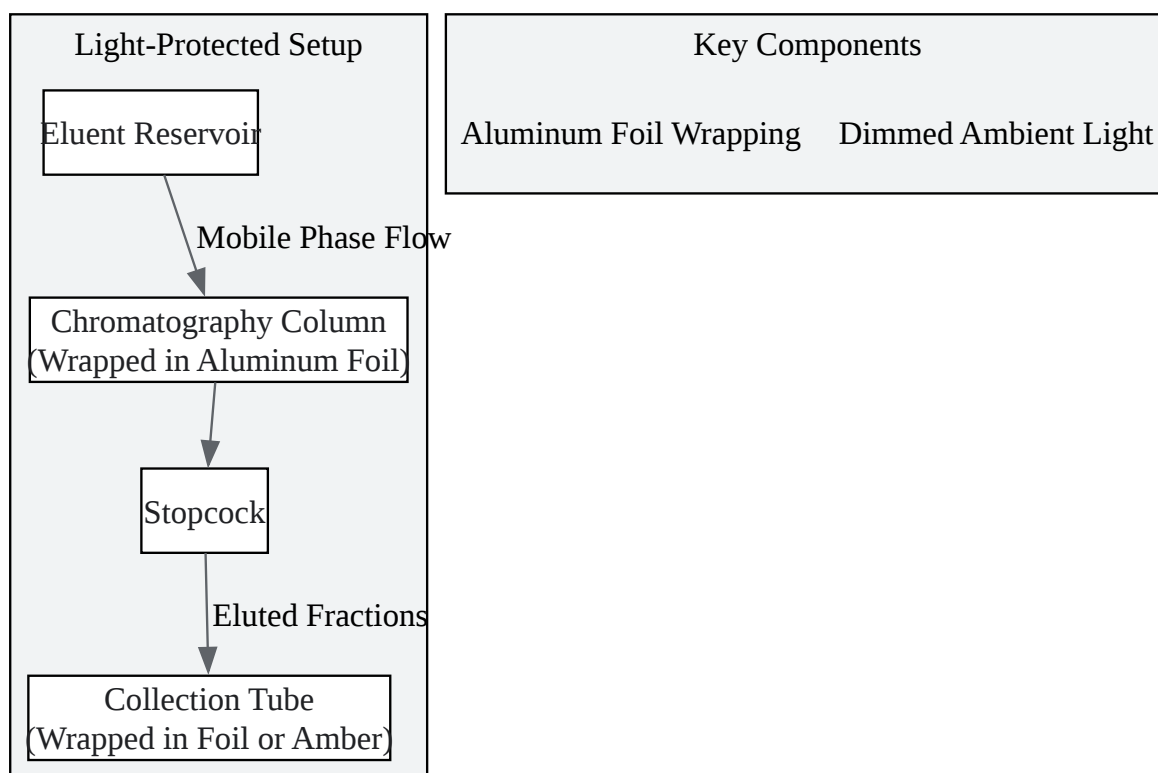 Light-Protected Setup
Eluent Reservoir
Mobile Phase Flow
Chromatography Column
(Wrapped in Aluminum Foil)
Stopcock
Eluted Fractions
Collection Tube
(Wrapped in Foil or Amber)
Key Components
Aluminum Foil Wrapping
Dimmed Ambient Light